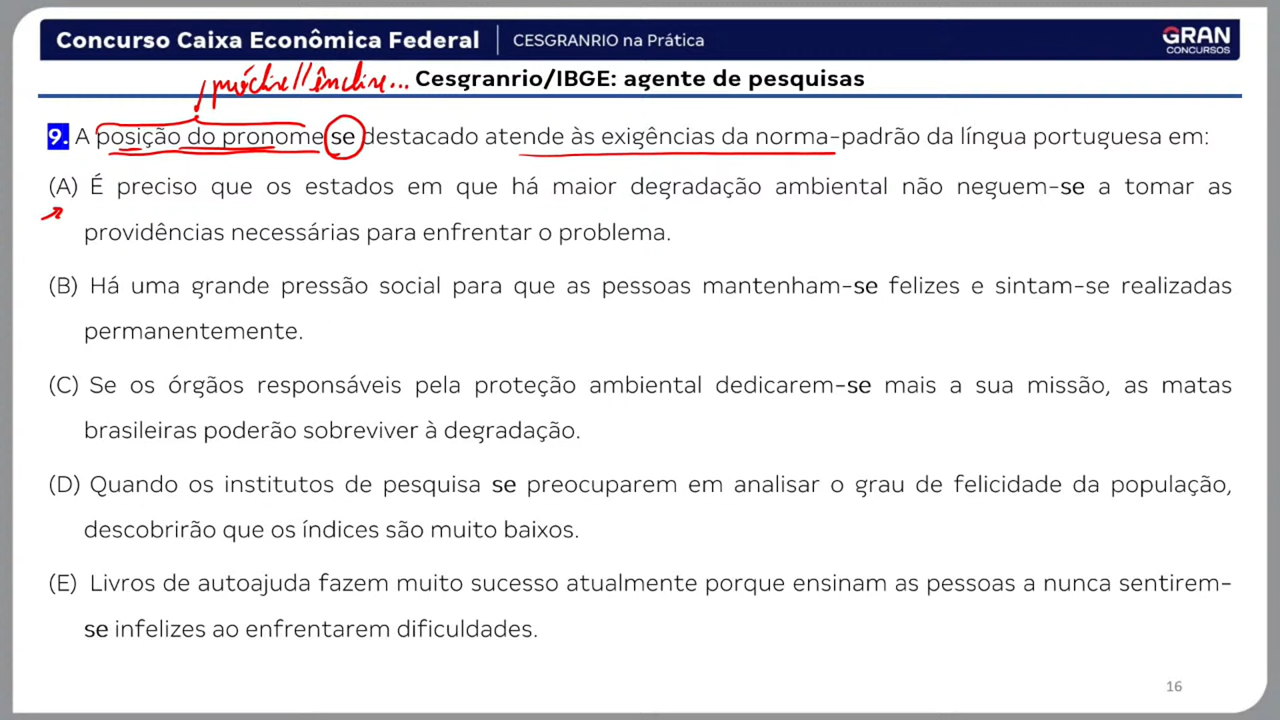 Concurso Caixa Econômica Federal
CESGRANRIO na Prática
GRAN
CONCURSOS
próclise//ênclise...
Cesgranrio/IBGE: agente de pesquisas
9. A posição do pronome se destacado atende às exigências da norma-padrão da língua portuguesa em:
(A) É preciso que os estados em que há maior degradação ambiental não neguem-se a tomar as
providências necessárias para enfrentar o problema.
(B) Há uma grande pressão social para que as pessoas mantenham-se felizes e sintam-se realizadas
permanentemente.
(C) Se os órgãos responsáveis pela proteção ambiental dedicarem-se mais a sua missão, as matas
brasileiras poderão sobreviver à degradação.
(D) Quando os institutos de pesquisa se preocuparem em analisar o grau de felicidade da população,
descobrirão que os índices são muito baixos.
(E) Livros de autoajuda fazem muito sucesso atualmente porque ensinam as pessoas a nunca sentirem-
se infelizes ao enfrentarem dificuldades.
16